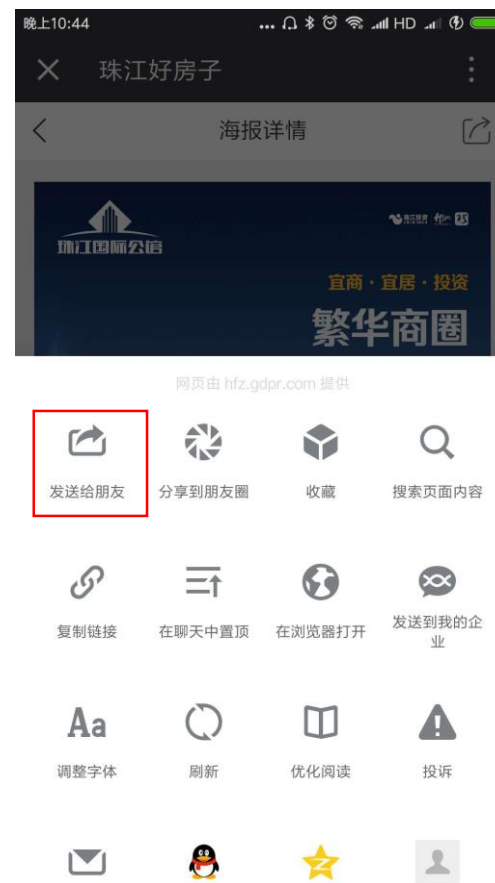 晚上10:44 ... HD
珠江好房子
海报详情
珠江国际公馆
宜商·宜居·投资
繁华商圈
网页由 hfz.gdpr.com 提供
发送给朋友 分享到朋友圈 收藏 搜索页面内容
复制链接 在聊天中置顶 在浏览器打开 发送到我的企
业
Aa
调整字体 刷新 优化阅读 投诉